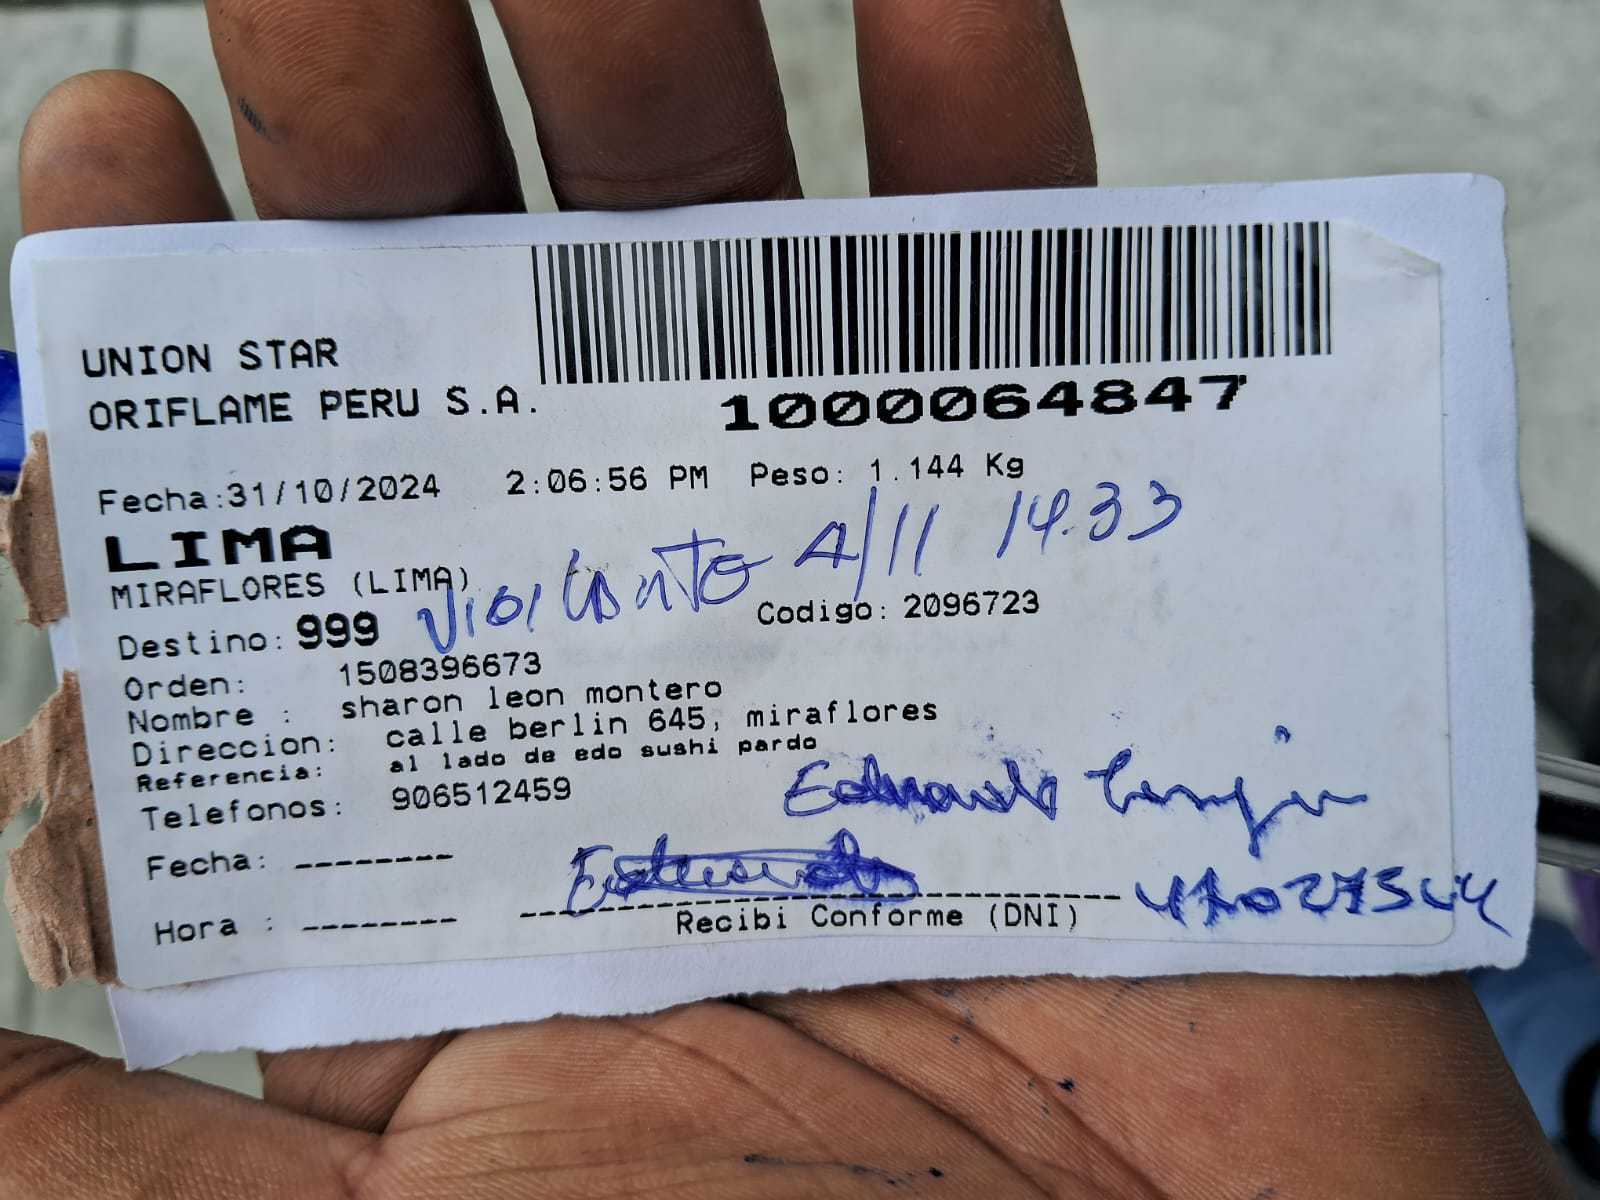 UNION STAR
ORIFLAME PERU S.A.
1000064847
Fecha:31/10/2024 2:06:56 PM Peso: 1.144 Kg
LIMA
MIRAFLORES (LIMA)
Vigilante 4/11 14.33
Destino: 999 Codigo: 2096723
Orden: 1508396673
Nombre : sharon leon montero
Direccion: calle berlin 645, miraflores
Referencia: al lado de edo sushi pardo
Telefonos: 906512459
Eduardo
Fecha: --------
Eduardo
Hora : --------
Recibi Conforme (DNI)